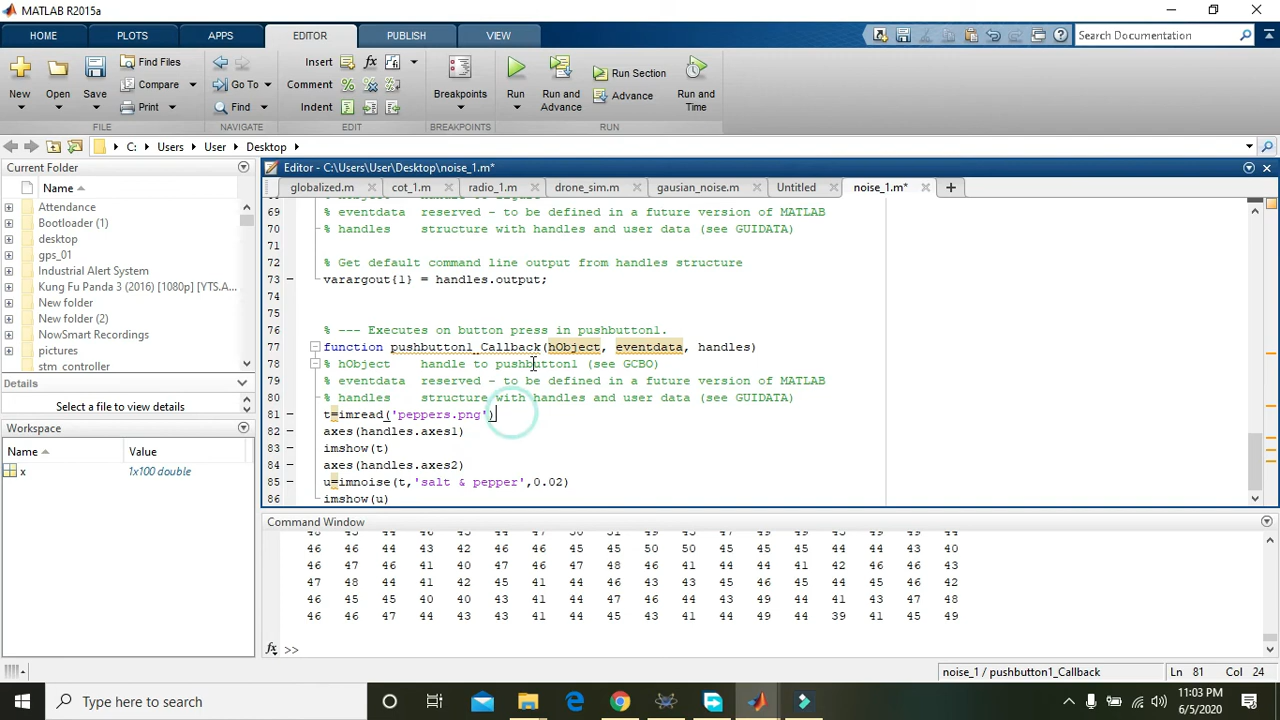 MATLAB R2015a
HOME PLOTS APPS EDITOR PUBLISH VIEW
Search Documentation
New Open Save Find Files Compare Print
Go To Find
Insert fx Comment Indent
Breakpoints Run Run and Advance Run Section Advance Run and Time
FILE NAVIGATE EDIT BREAKPOINTS RUN
C: Users User Desktop
Current Folder
Name
Attendance
Bootloader (1)
desktop
gps_01
Industrial Alert System
Kung Fu Panda 3 (2016) [1080p] [YTS.A
New folder
New folder (2)
NowSmart Recordings
pictures
stm_controller
Details
Select a file to view details
Workspace
Name Value
x 1x100 double
Editor - C:\Users\User\Desktop\noise_1.m*
globalized.m cot_1.m radio_1.m drone_sim.m gausian_noise.m Untitled noise_1.m*
69 % eventdata reserved - to be defined in a future version of MATLAB
70 % handles structure with handles and user data (see GUIDATA)
71
72 % Get default command line output from handles structure
73 varargout{1} = handles.output;
74
75
76 % --- Executes on button press in pushbutton1.
77 function pushbutton1_Callback(hObject, eventdata, handles)
78 % hObject handle to pushbutton1 (see GCBO)
79 % eventdata reserved - to be defined in a future version of MATLAB
80 % handles structure with handles and user data (see GUIDATA)
81 t=imread('peppers.png')
82 axes(handles.axes1)
83 imshow(t)
84 axes(handles.axes2)
85 u=imnoise(t,'salt & pepper',0.02)
86 imshow(u)
Command Window
46 46 44 43 42 46 46 45 45 50 50 45 45 45 44 44 43 40
46 47 46 41 40 47 46 47 48 46 41 44 44 41 42 46 46 43
47 48 44 41 42 45 41 44 46 43 43 45 46 44 45 45 46 42
46 45 45 40 40 43 41 44 47 46 43 44 49 44 41 43 47 48
46 46 47 44 43 43 41 44 45 43 41 44 49 44 39 41 45 49
fx >>
noise_1 / pushbutton1_Callback Ln 81 Col 24
Type here to search
11:03 PM
6/5/2020